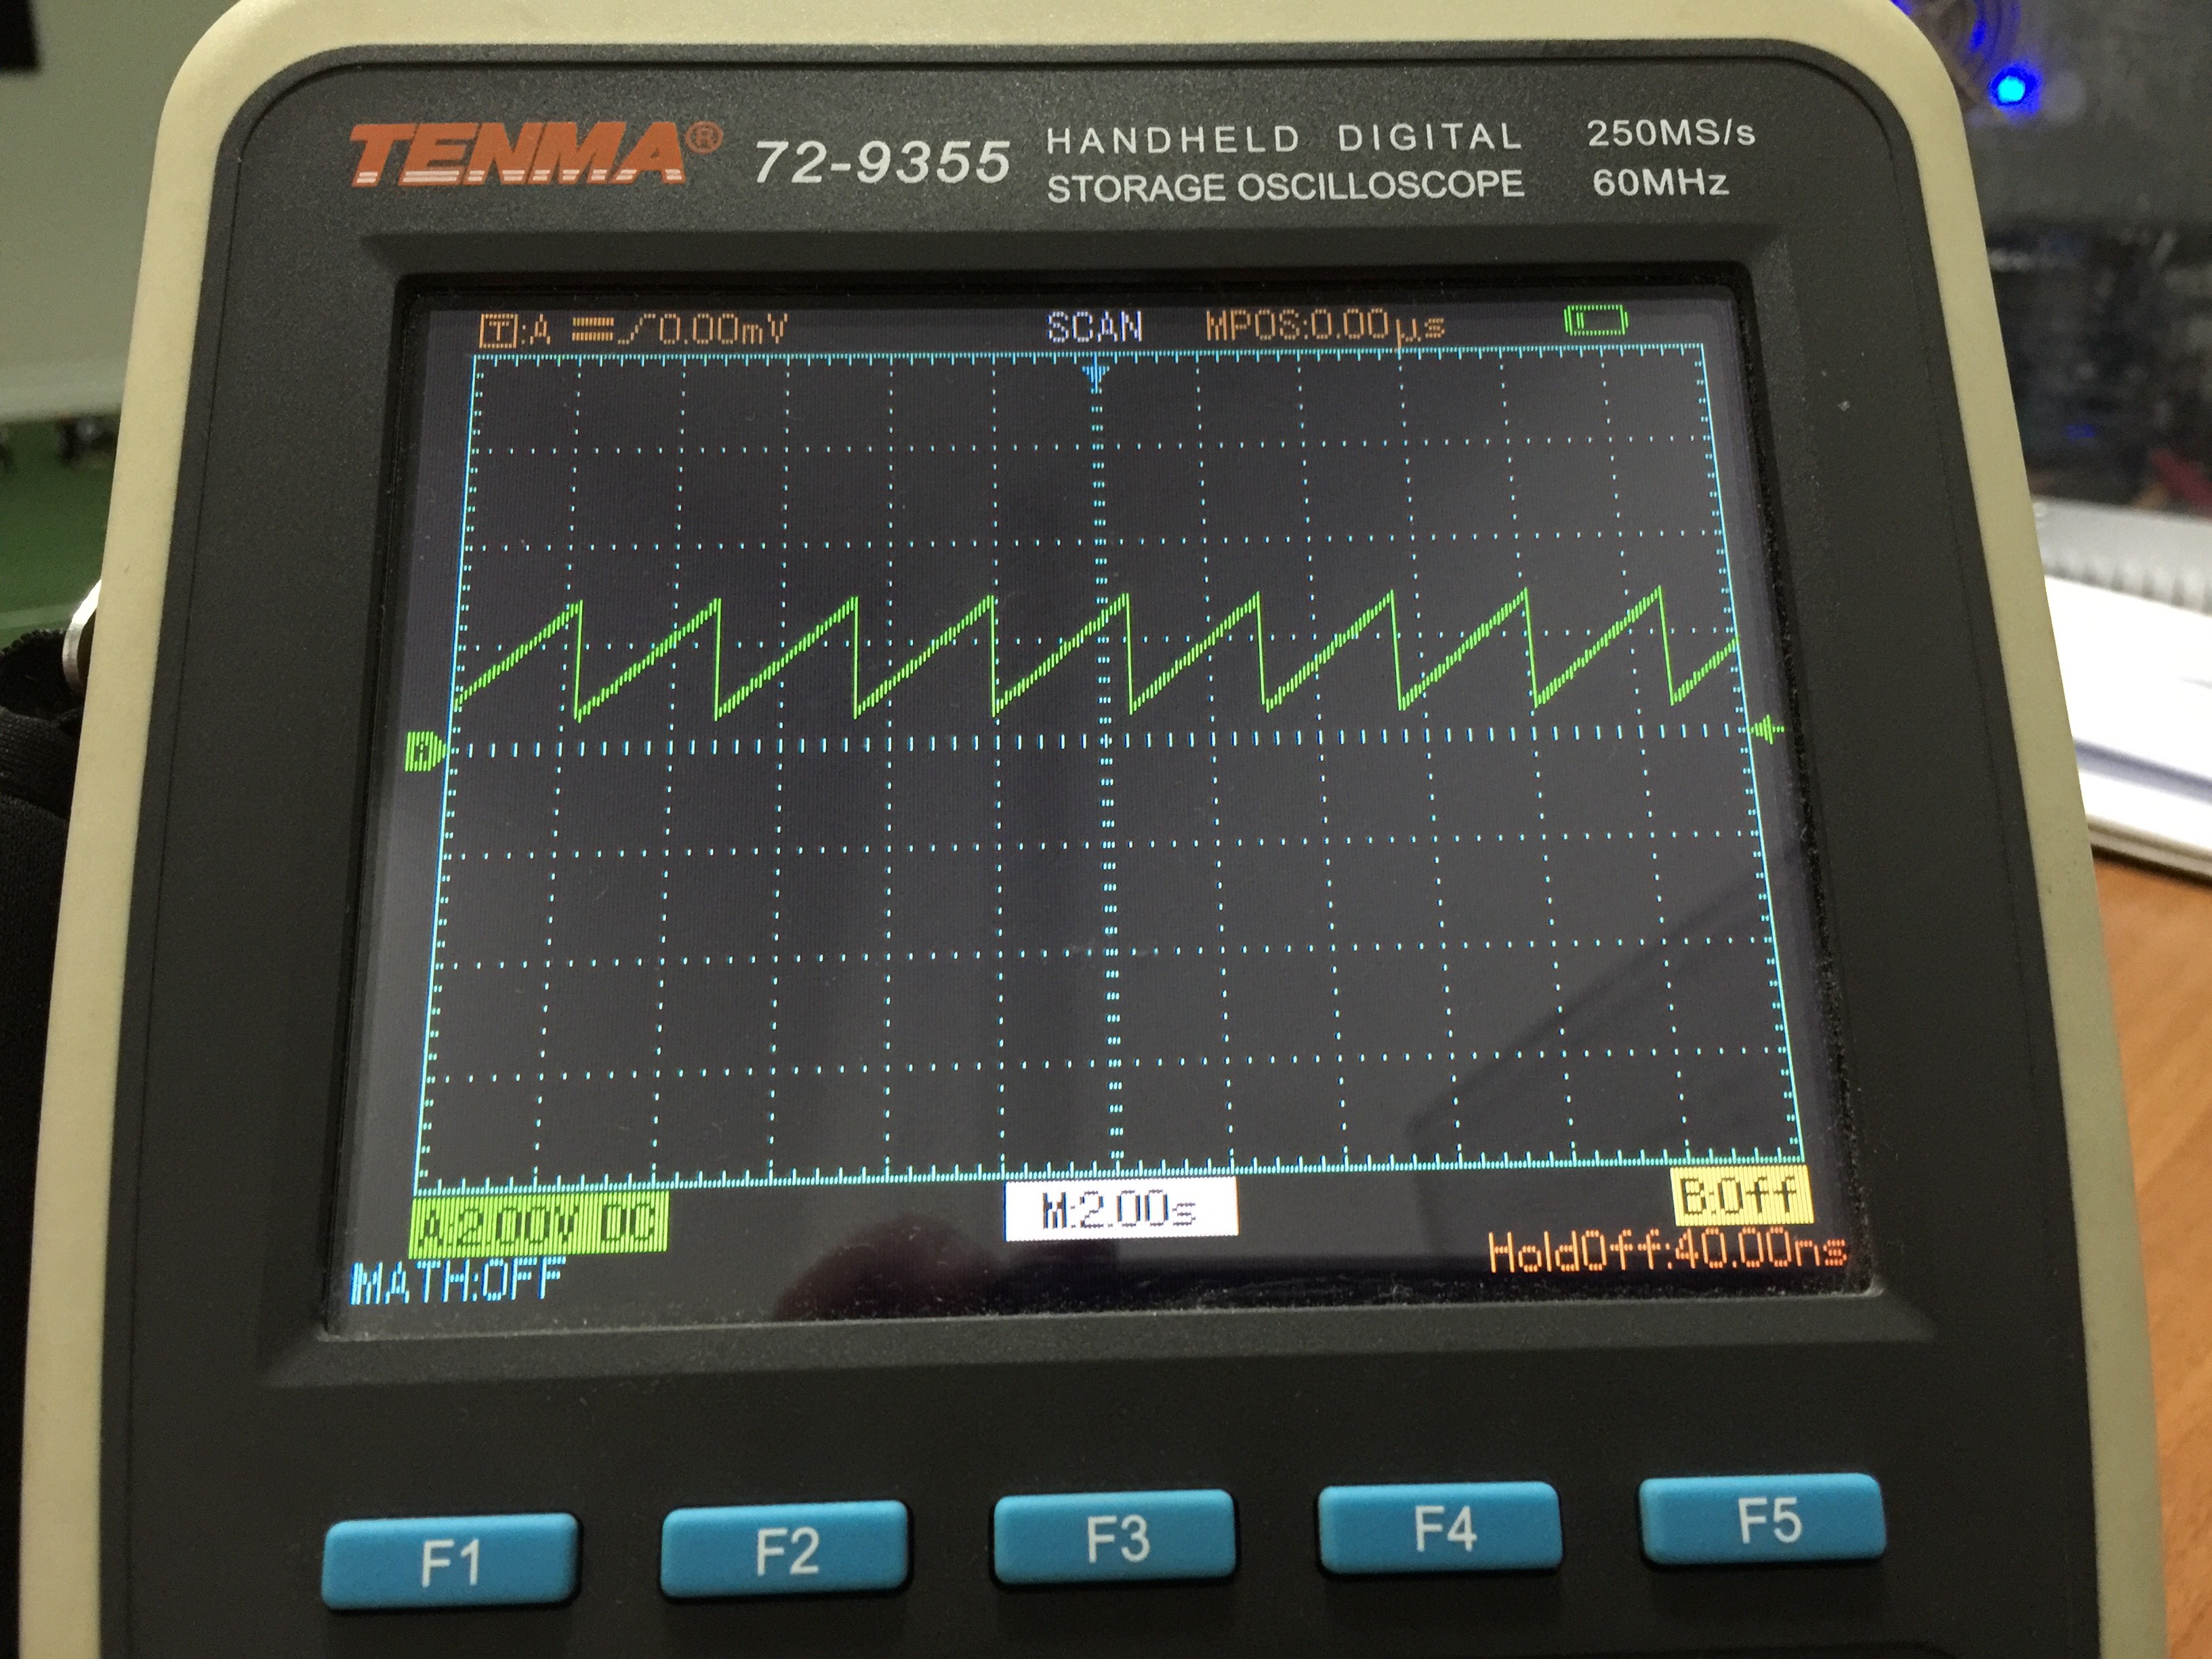 TENMA® 72-9355 HANDHELD DIGITAL 250MS/s
STORAGE OSCILLOSCOPE 60MHz
T:A 0.00mV SCAN MPOS:0.00µs
A:2.00V DC M:2.00s B:Off
HoldOff:40.00ns
MATH:OFF
F1 F2 F3 F4 F5